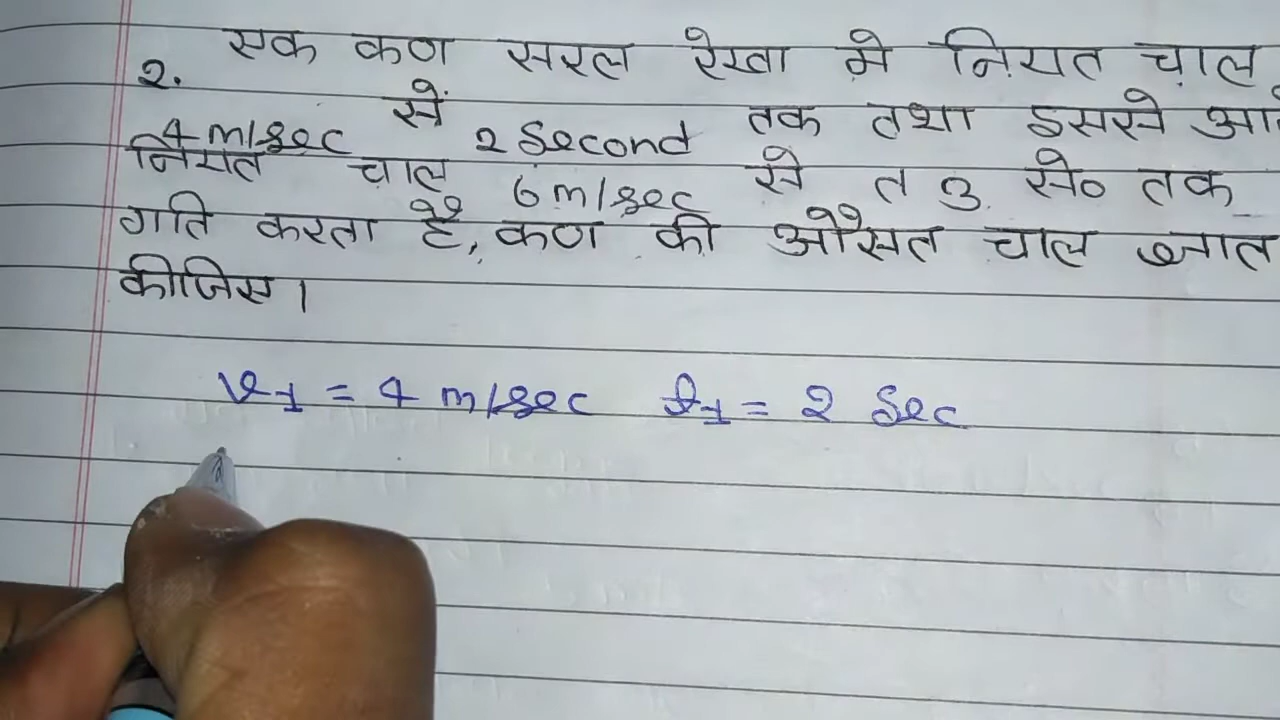 एक कण सरल रेखा मे नियत चाल
2. 4 m/sec सें 2 Second तक तथा इससे आगे
नियत चाल 6 m/sec से त 3 से० तक
गति करता है, कण की औसत चाल ज्ञात
कीजिए।
v1 = 4 m/sec t1 = 2 Sec